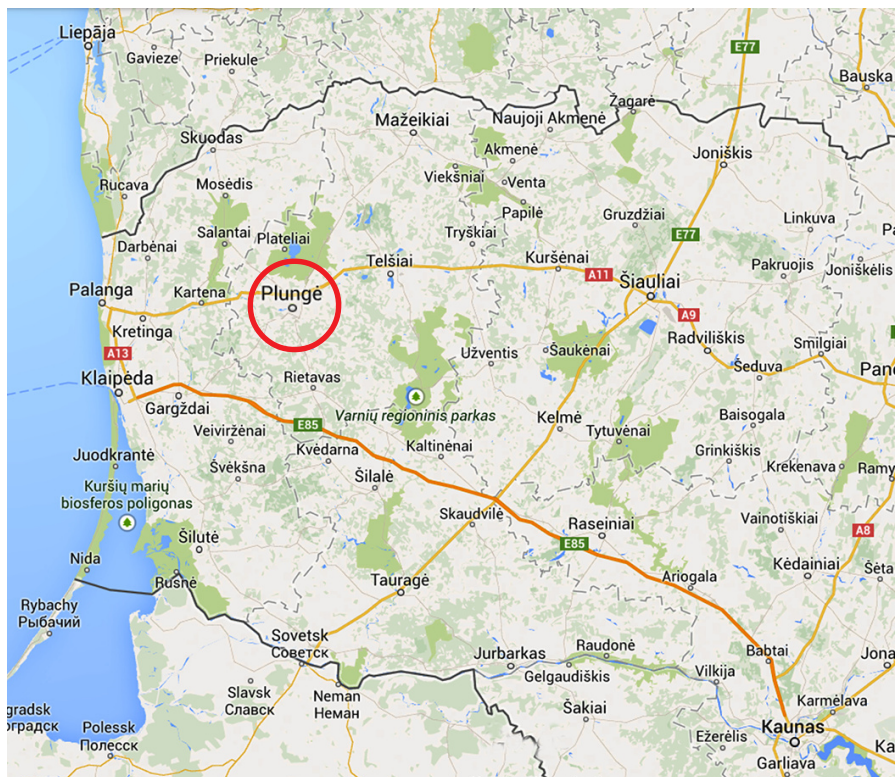 Liepāja
Gavieze
Priekule
E77
Bauska
Žagarė
Mažeikiai
Naujoji Akmenė
Skuodas
Akmenė
Joniškis
Viekšniai
Venta
Rucava
Mosėdis
Papilė
Gruzdžiai
Linkuva
Salantai
Plateliai
Tryškiai
E77
Darbėnai
Telšiai
Kuršėnai
A11
Pakruojis
Joniškėlis
Šiauliai
Palanga
Kartena
Plungė
A9
Kretinga
Radviliškis
Smilgiai
A13
Užventis
Šaukėnai
Šeduva
Pan
Klaipėda
Rietavas
Gargždai
Varnių regioninis parkas
Kelmė
Baisogala
E85
Veiviržėnai
Tytuvėnai
Kvėdarna
Kaltinėnai
Grinkiškis
Juodkrantė
Švėkšna
Šilalė
Krekenava
Ramy
Kuršių marių
biosferos poligonas
Skaudvilė
Raseiniai
Vainotiškiai
A8
Šilutė
E85
Nida
Kėdainiai
Šėta
Rusnė
Tauragė
Ariogala
Rybachy
Рыбачий
Sovetsk
Советск
Jurbarkas
Raudonė
Babtai
Jona
Gelgaudiškis
Vilkija
Slavsk
Славск
Neman
Неман
Šakiai
Karmėlava
gradsk
оградск
Polessk
Полесск
Kaunas
Ežerėlis
Ka
Garliava